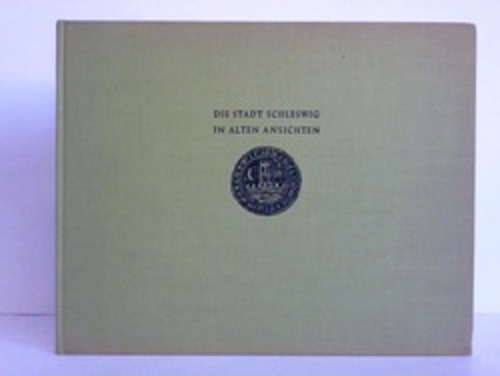 DIE STADT SCHLESWIG
IN ALTEN ANSICHTEN